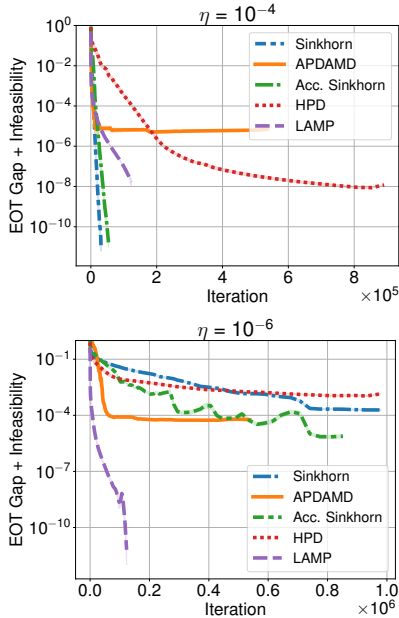 η = 10⁻⁴
EOT Gap + Infeasibility
10⁰
10⁻²
10⁻⁴
10⁻⁶
10⁻⁸
10⁻¹⁰
Sinkhorn
APDAMD
Acc. Sinkhorn
HPD
LAMP
0 2 4 6 8
Iteration
×10⁵
η = 10⁻⁶
EOT Gap + Infeasibility
10⁻¹
10⁻⁴
10⁻⁷
10⁻¹⁰
Sinkhorn
APDAMD
Acc. Sinkhorn
HPD
LAMP
0.0 0.2 0.4 0.6 0.8 1.0
Iteration
×10⁶